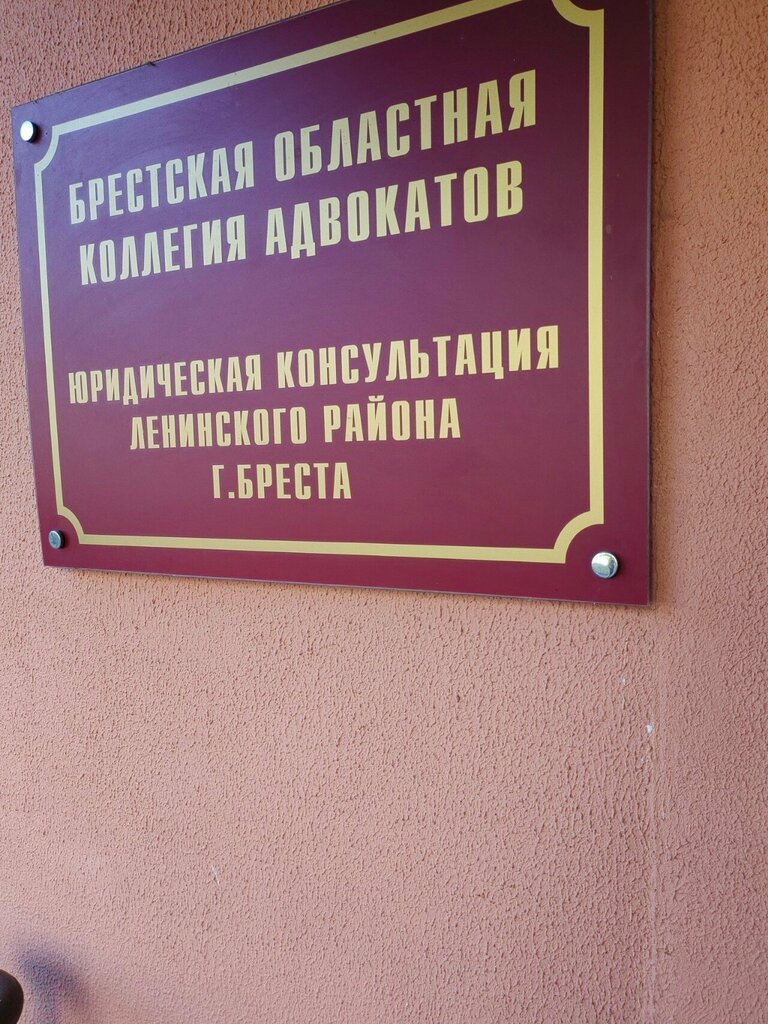 БРЕСТСКАЯ ОБЛАСТНАЯ
КОЛЛЕГИЯ АДВОКАТОВ
ЮРИДИЧЕСКАЯ КОНСУЛЬТАЦИЯ
ЛЕНИНСКОГО РАЙОНА
Г.БРЕСТА